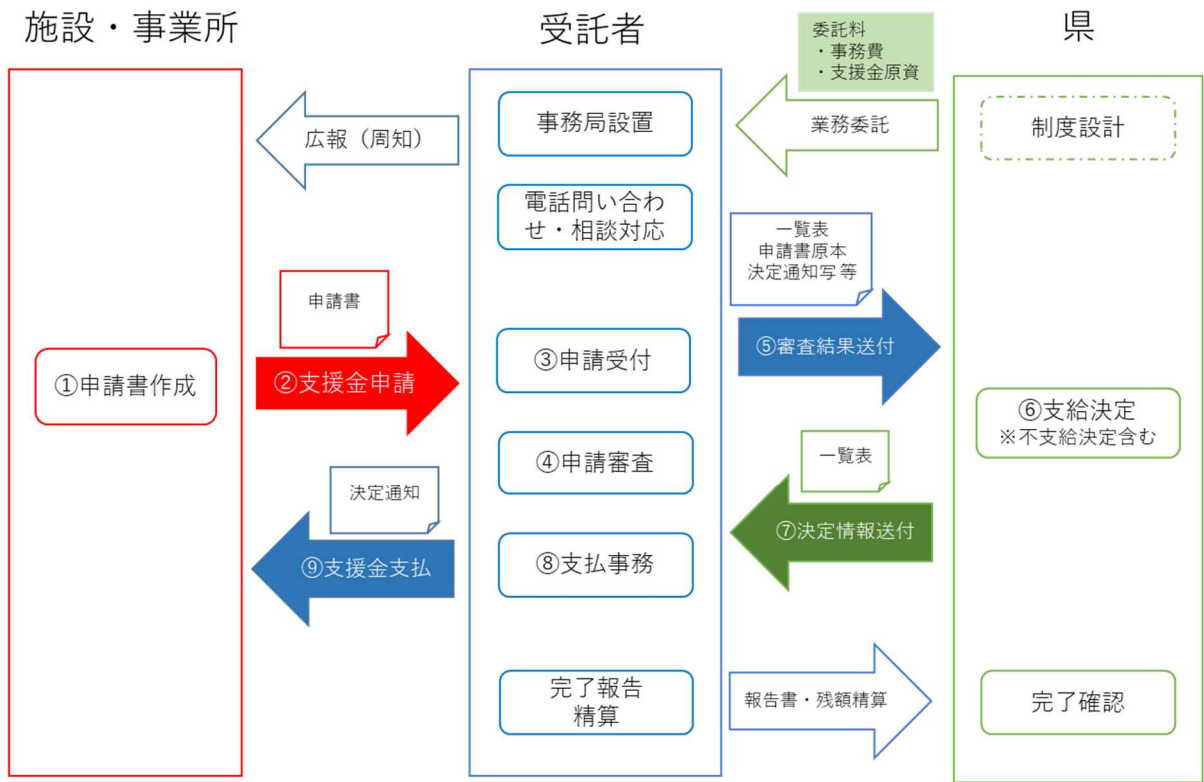 施設・事業所
受託者
県
委託料
・事務費
・支援金原資
広報（周知）
事務局設置
業務委託
制度設計
電話問い合わ
せ・相談対応
一覧表
申請書原本
決定通知写 等
申請書
①申請書作成
②支援金申請
③申請受付
⑤審査結果送付
⑥支給決定
※不支給決定含む
④申請審査
一覧表
決定通知
⑦決定情報送付
⑧支払事務
⑨支援金支払
完了報告
精算
報告書・残額精算
完了確認